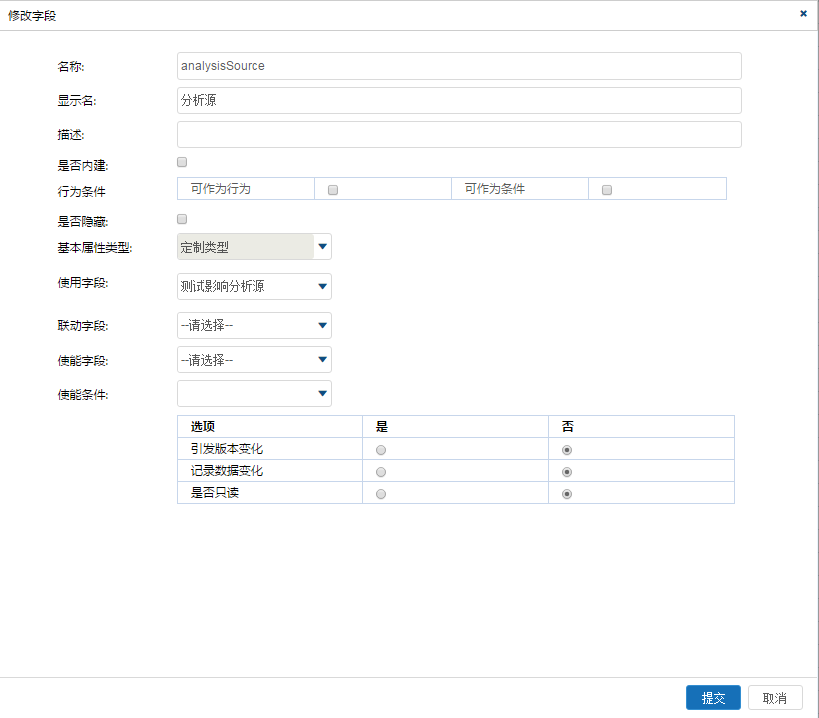 修改字段
名称: analysisSource
显示名: 分析源
描述:
是否内建:
行为条件 可作为行为 可作为条件
是否隐藏:
基本属性类型: 定制类型
使用字段: 测试影响分析源
联动字段: --请选择--
使能字段: --请选择--
使能条件:
选项 是 否
引发版本变化
记录数据变化
是否只读
提交 取消